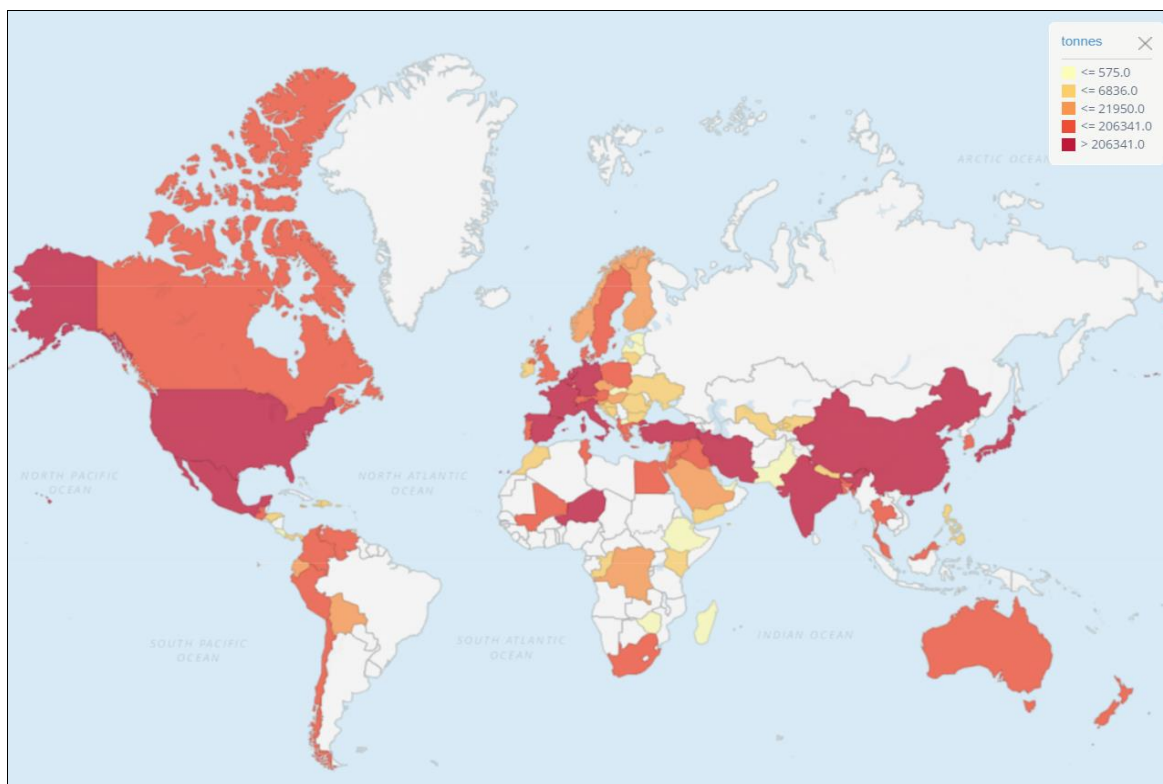 tonnes
<= 575.0
<= 6836.0
<= 21950.0
<= 206341.0
> 206341.0
ARCTIC OCEAN
NORTH PACIFIC
OCEAN
NORTH ATLANTIC
OCEAN
SOUTH PACIFIC
OCEAN
SOUTH ATLANTIC
OCEAN
INDIAN OCEAN